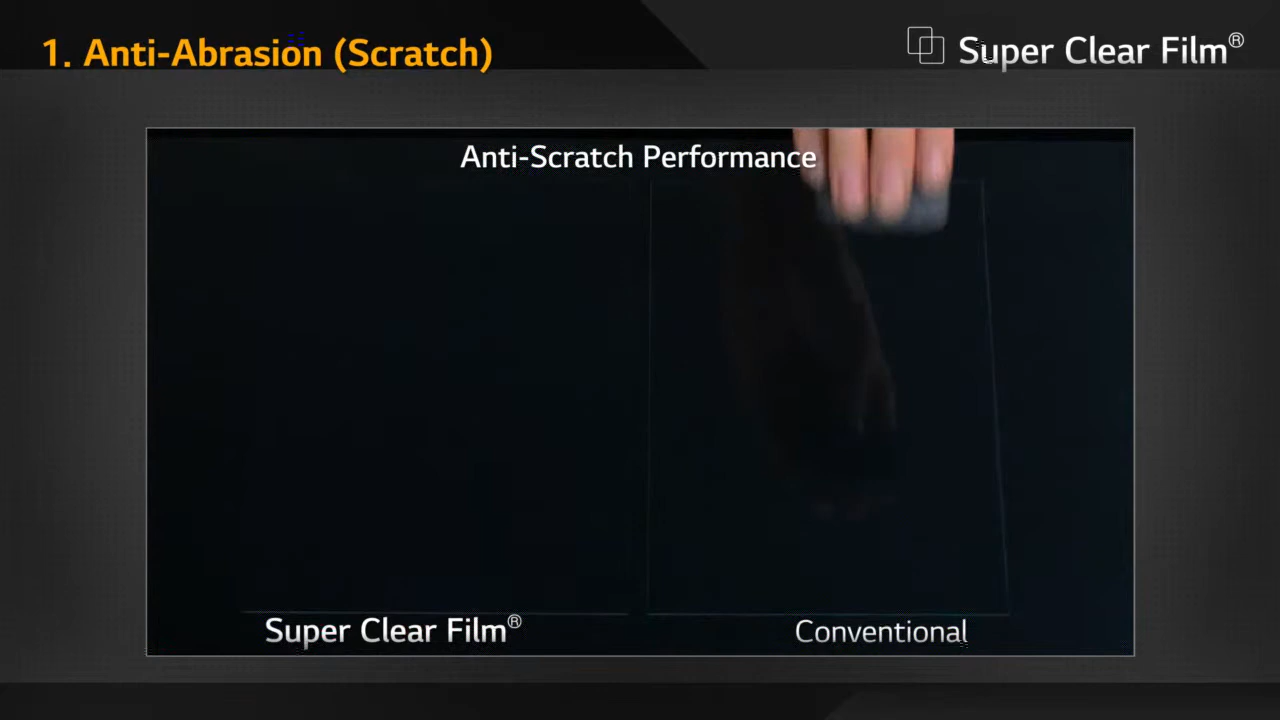 1. Anti-Abrasion (Scratch)
Super Clear Film®
Anti-Scratch Performance
Super Clear Film®
Conventional